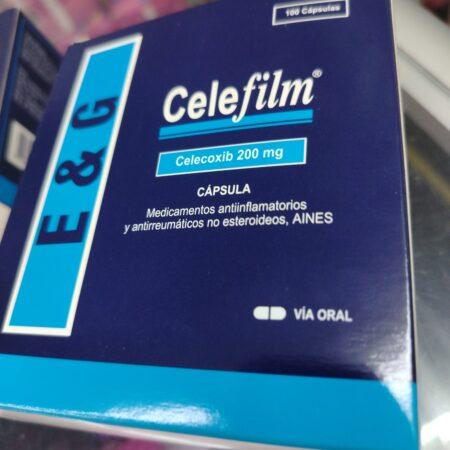 100 Cápsulas
E & G
Celefilm®
Celecoxib 200 mg
CÁPSULA
Medicamentos antiinflamatorios
y antirreumáticos no esteroideos, AINES
VÍA ORAL